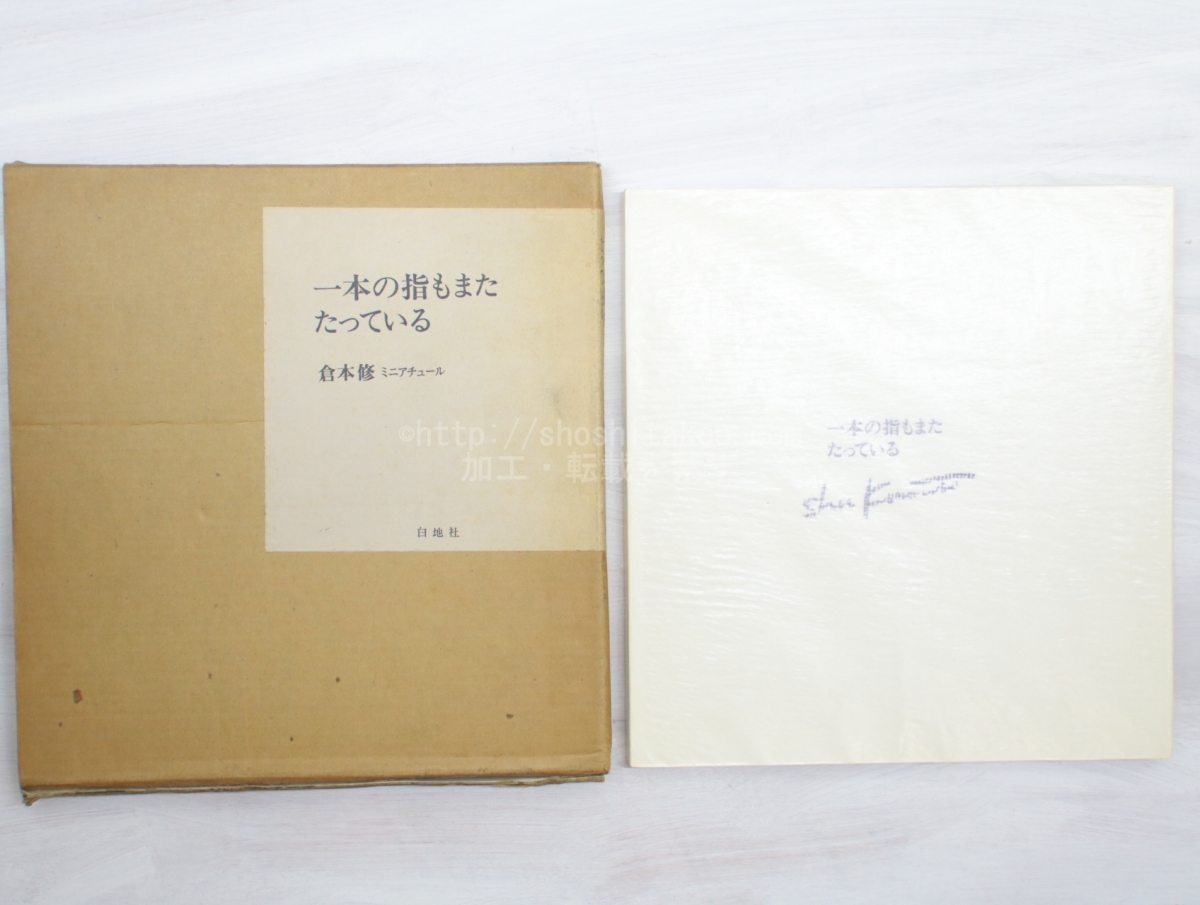 一本の指もまた
たっている
倉本修 ミニアチュール
白地社
一本の指もまた
たっている
©http://shosh
加工・転載